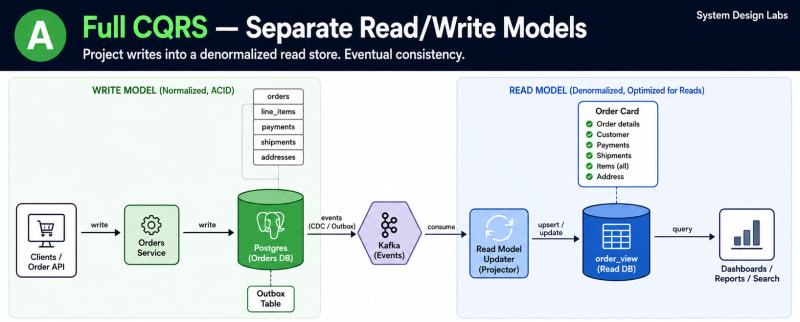 A
Full CQRS — Separate Read/Write Models
Project writes into a denormalized read store. Eventual consistency.
System Design Labs
WRITE MODEL (Normalized, ACID)
orders
line_items
payments
shipments
addresses
Clients /
Order API
write
Orders
Service
write
Postgres
(Orders DB)
Outbox
Table
events
(CDC / Outbox)
Kafka
(Events)
consume
READ MODEL (Denormalized, Optimized for Reads)
Order Card
Order details
Customer
Payments
Shipments
Items (all)
Address
Read Model
Updater
(Projector)
upsert /
update
order_view
(Read DB)
query
Dashboards /
Reports / Search